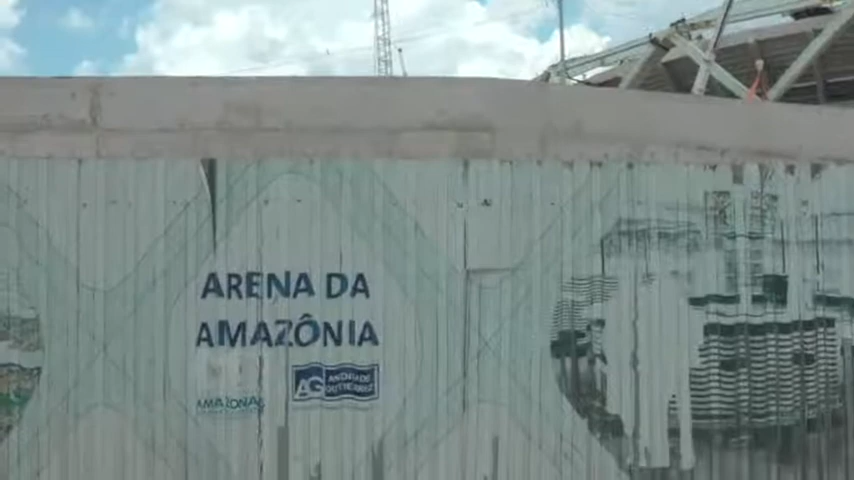 ARENA DA
AMAZÔNIA
AMAZONAS
AG ANDRADE
GUTIERREZ